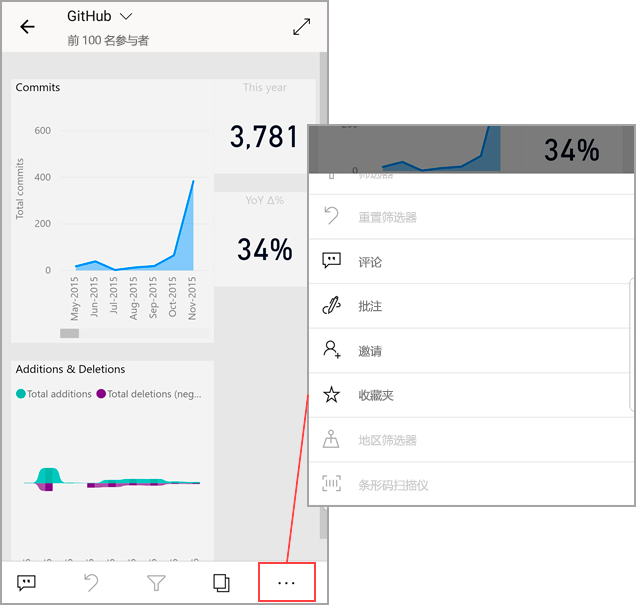 GitHub
前 100 名参与者
Commits
This year
3,781
YoY Δ%
34%
Total commits
600
400
200
0
May-2015
Jun-2015
Jul-2015
Aug-2015
Sep-2015
Oct-2015
Nov-2015
Additions & Deletions
Total additions
Total deletions (neg...
0
34%
筛选器
重置筛选器
评论
批注
邀请
收藏夹
地区筛选器
条形码扫描仪